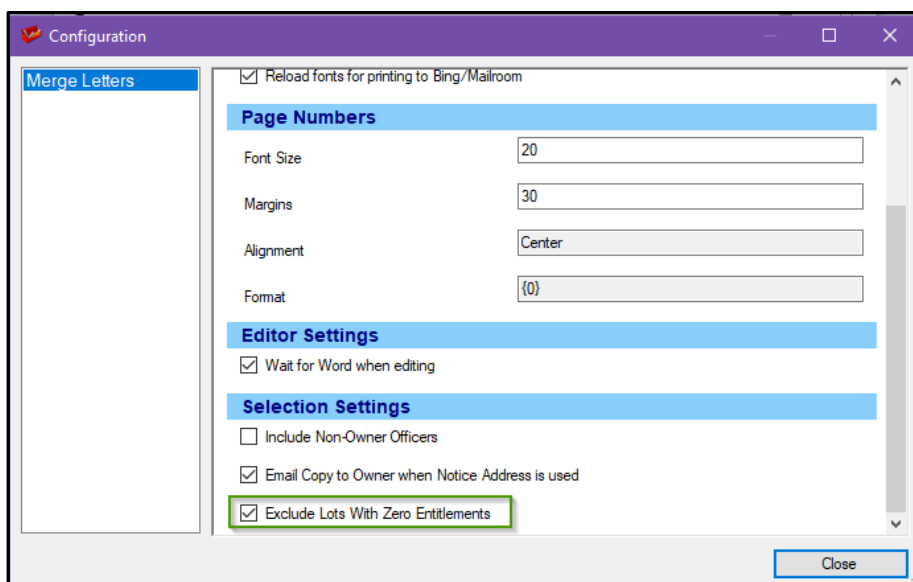 Configuration
Merge Letters
Reload fonts for printing to Bing/Mailroom
Page Numbers
Font Size
20
Margins
30
Alignment
Center
Format
{0}
Editor Settings
Wait for Word when editing
Selection Settings
Include Non-Owner Officers
Email Copy to Owner when Notice Address is used
Exclude Lots With Zero Entitlements
Close